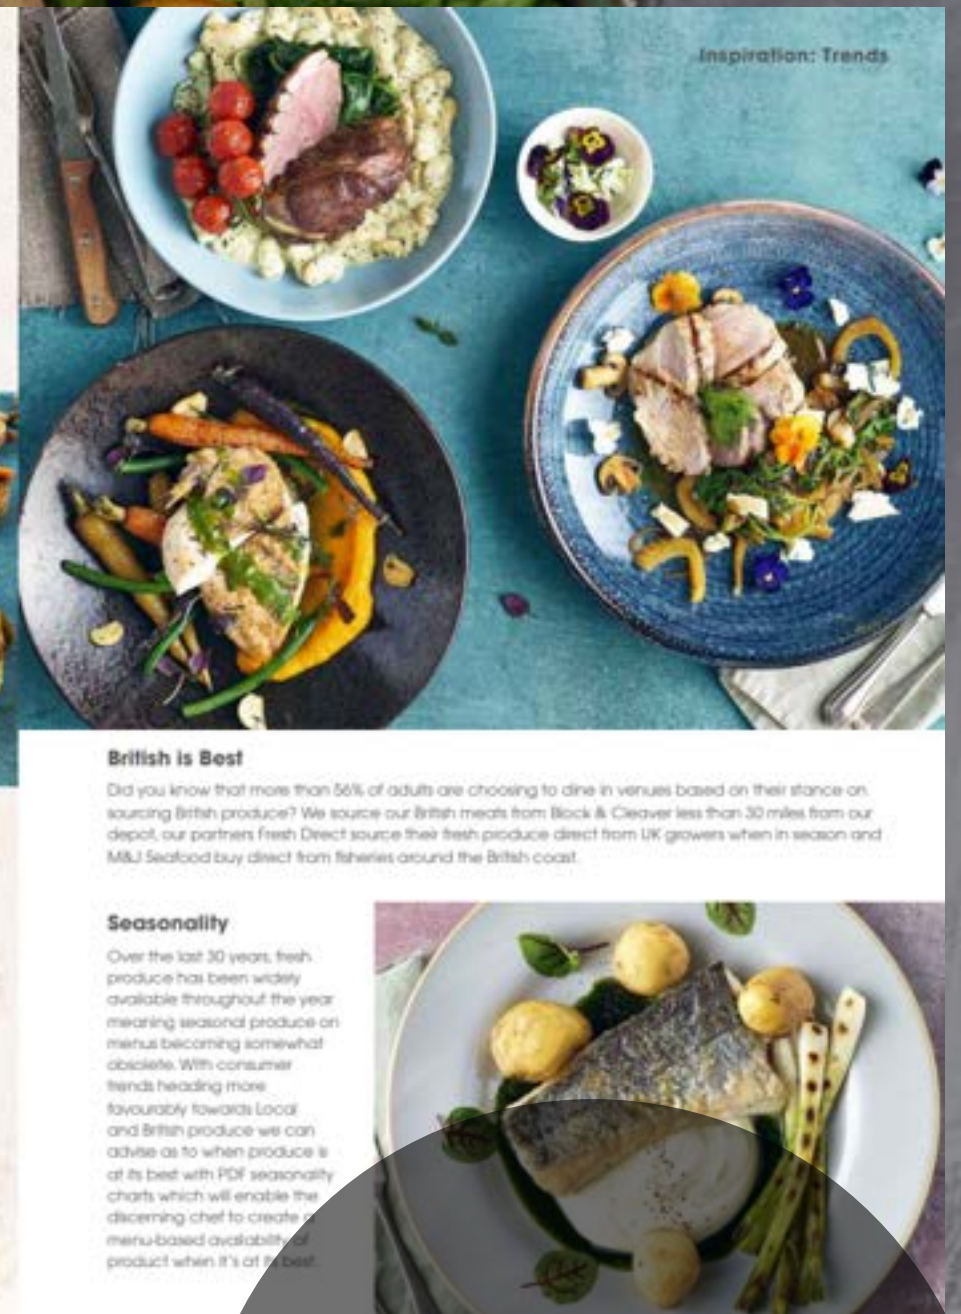 Inspiration: Trends
British is Best
Did you know that more than 56% of adults are choosing to dine in venues based on their stance on
sourcing British produce? We source our British meats from Block & Cleaver less than 30 miles from our
depot, our partners Fresh Direct source their fresh produce direct from UK growers when in season and
M&J Seafood buy direct from fisheries around the British coast.
Seasonality
Over the last 30 years, fresh
produce has been widely
available throughout the year
meaning seasonal produce on
menus becoming somewhat
obsolete. With consumer
trends heading more
favourably towards Local
and British produce we can
advise as to when produce is
at its best with PDF seasonality
charts which will enable the
discerning chef to create a
menu-based availability of
product when it's at its best.